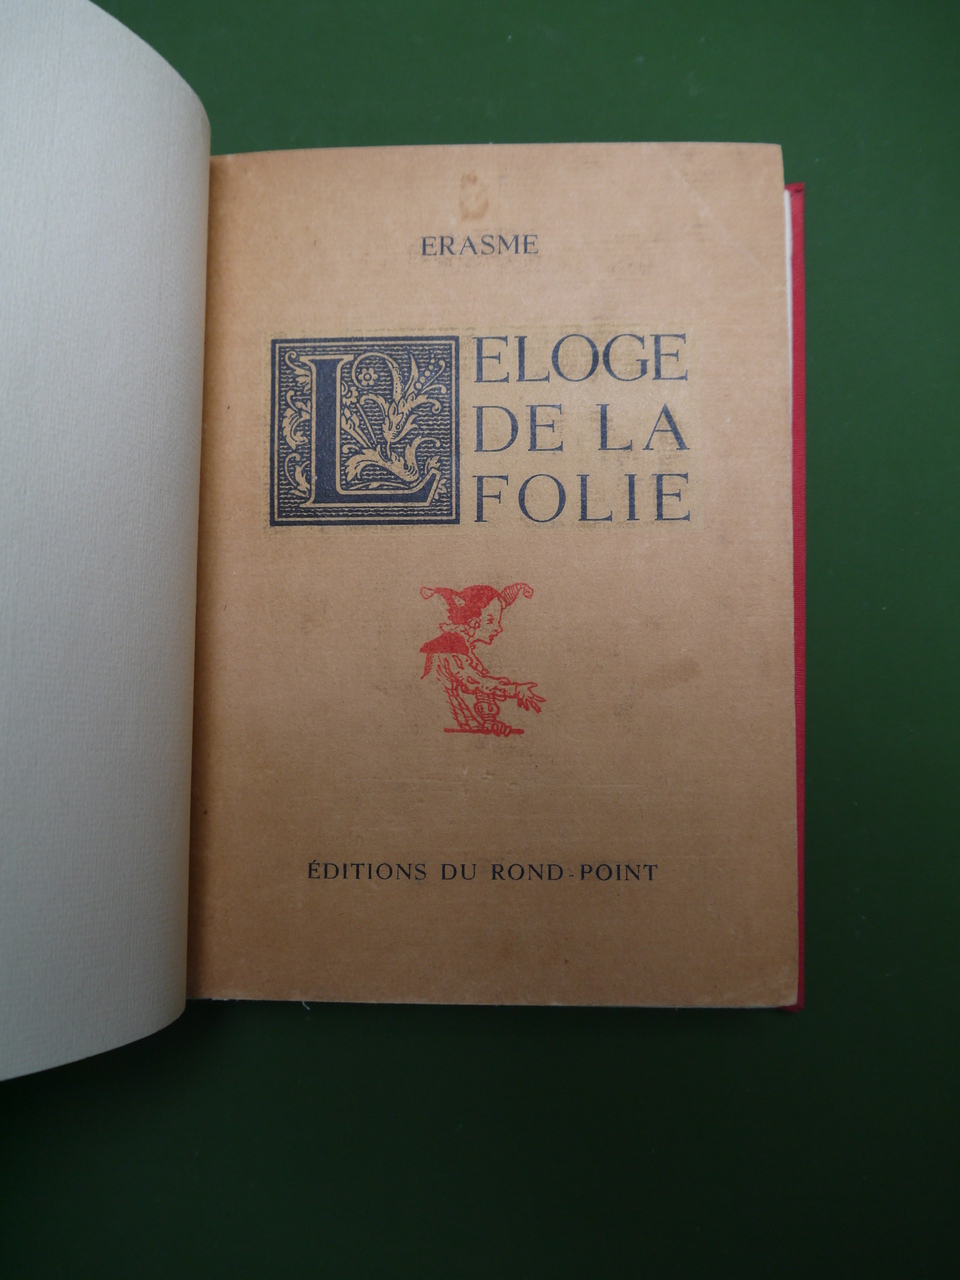 ERASME
L ELOGE
DE LA
FOLIE
ÉDITIONS DU ROND-POINT